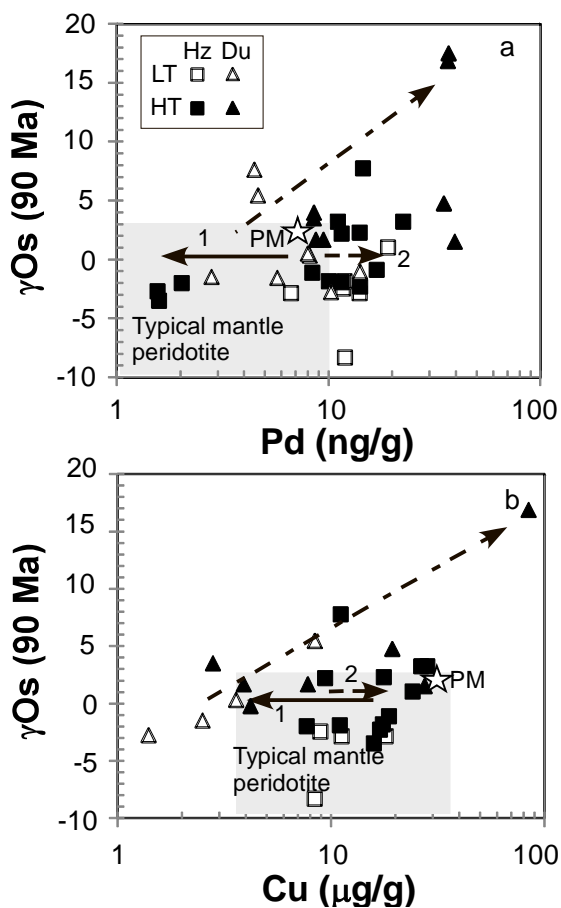 20
15
10
5
0
-5
-10
γOs (90 Ma)
a
Hz Du
LT
HT
1
PM
2
Typical mantle
peridotite
1
10
100
Pd (ng/g)
20
15
10
5
0
-5
-10
γOs (90 Ma)
b
2
PM
1
Typical mantle
peridotite
1
10
100
Cu (μg/g)